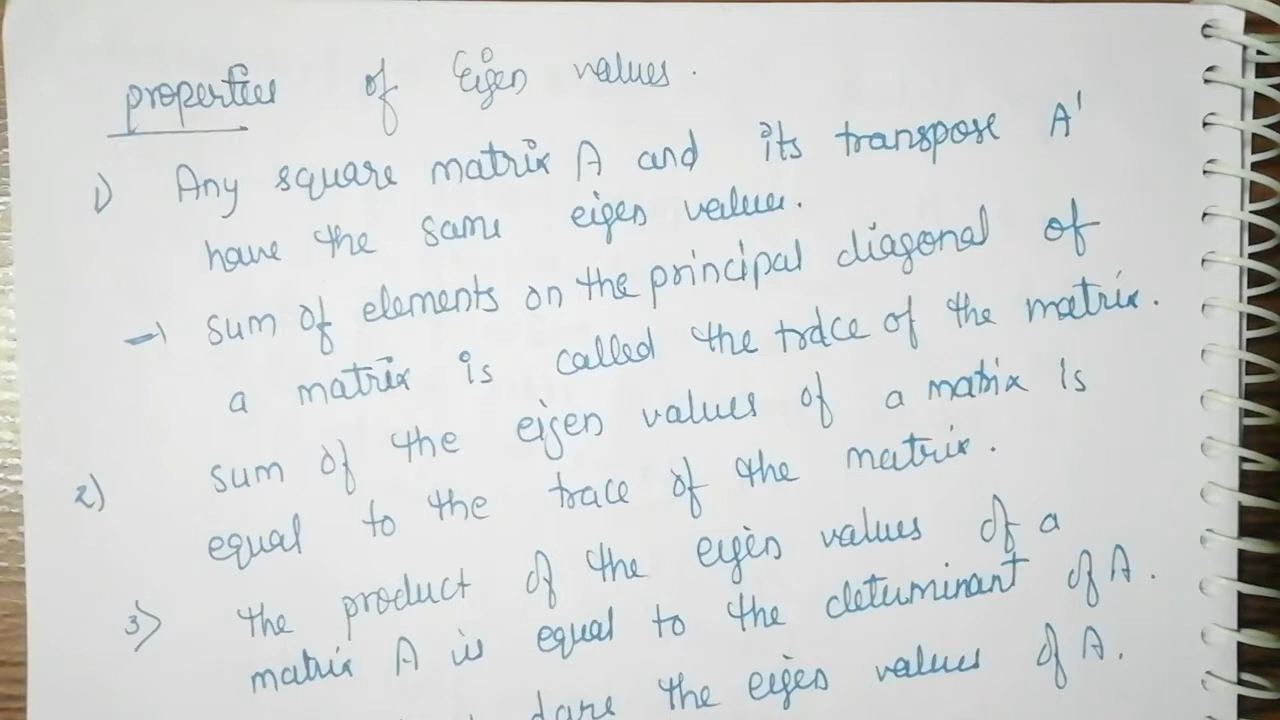 properties of Eigen values.
1) Any square matrix A and its transpose A'
have the same eigen values.
→ sum of elements on the principal diagonal of
a matrix is called the trace of the matrix.
2) sum of the eigen values of a matrix is
equal to the trace of the matrix.
3) the product of the eigen values of a
matrix A is equal to the determinant of A.
the eigen values of A.